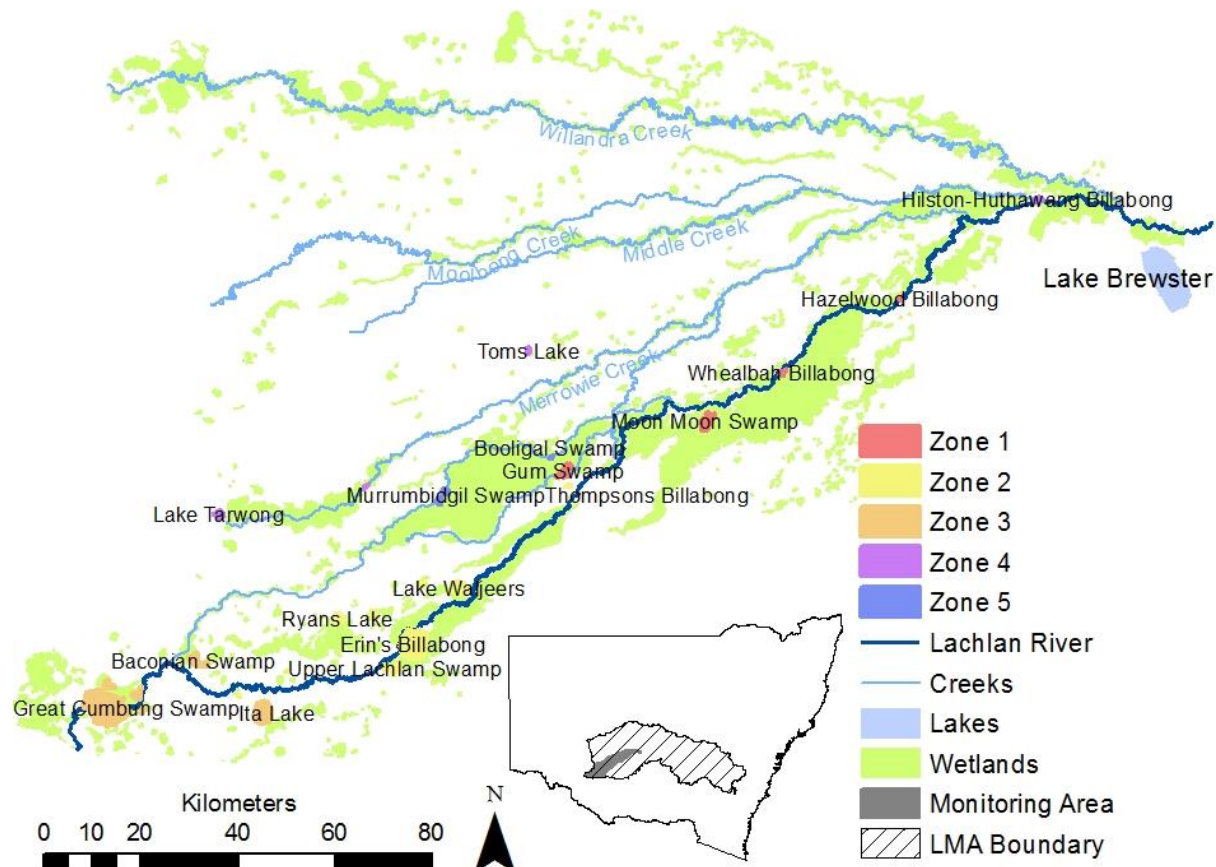 Willandra Creek
Hilston-Huthawang Billabong
Mooibong Creek
Middle Creek
Lake Brewster
Hazelwood Billabong
Toms Lake
Whealbah Billabong
Merrowie Creek
Moon Moon Swamp
Booligal Swamp
Gum Swamp
Murrumbidgil Swamp
Thompsons Billabong
Lake Tarwong
Lake Waljeers
Ryans Lake
Erin's Billabong
Baconian Swamp
Upper Lachlan Swamp
Great Cumbung Swamp
Ita Lake
Zone 1
Zone 2
Zone 3
Zone 4
Zone 5
Lachlan River
Creeks
Lakes
Wetlands
Monitoring Area
LMA Boundary
Kilometers
0 10 20 40 60 80
N